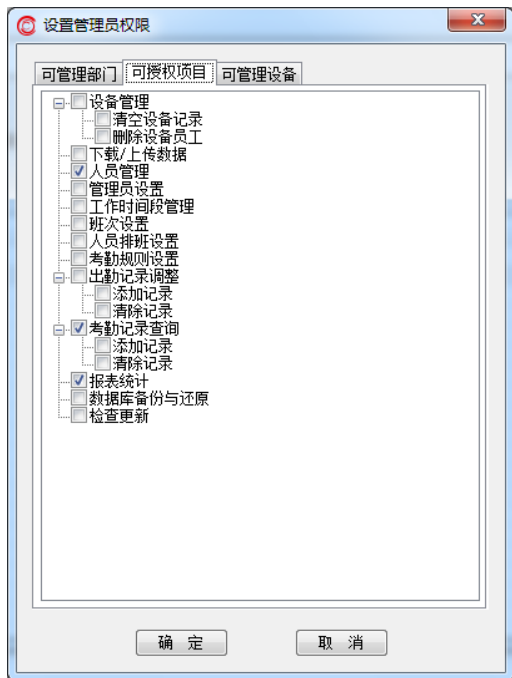 设置管理员权限
可管理部门 可授权项目 可管理设备
设备管理
清空设备记录
删除设备员工
下载/上传数据
人员管理
管理员设置
工作时间段管理
班次设置
人员排班设置
考勤规则设置
出勤记录调整
添加记录
清除记录
考勤记录查询
添加记录
清除记录
报表统计
数据库备份与还原
检查更新
确 定 取 消